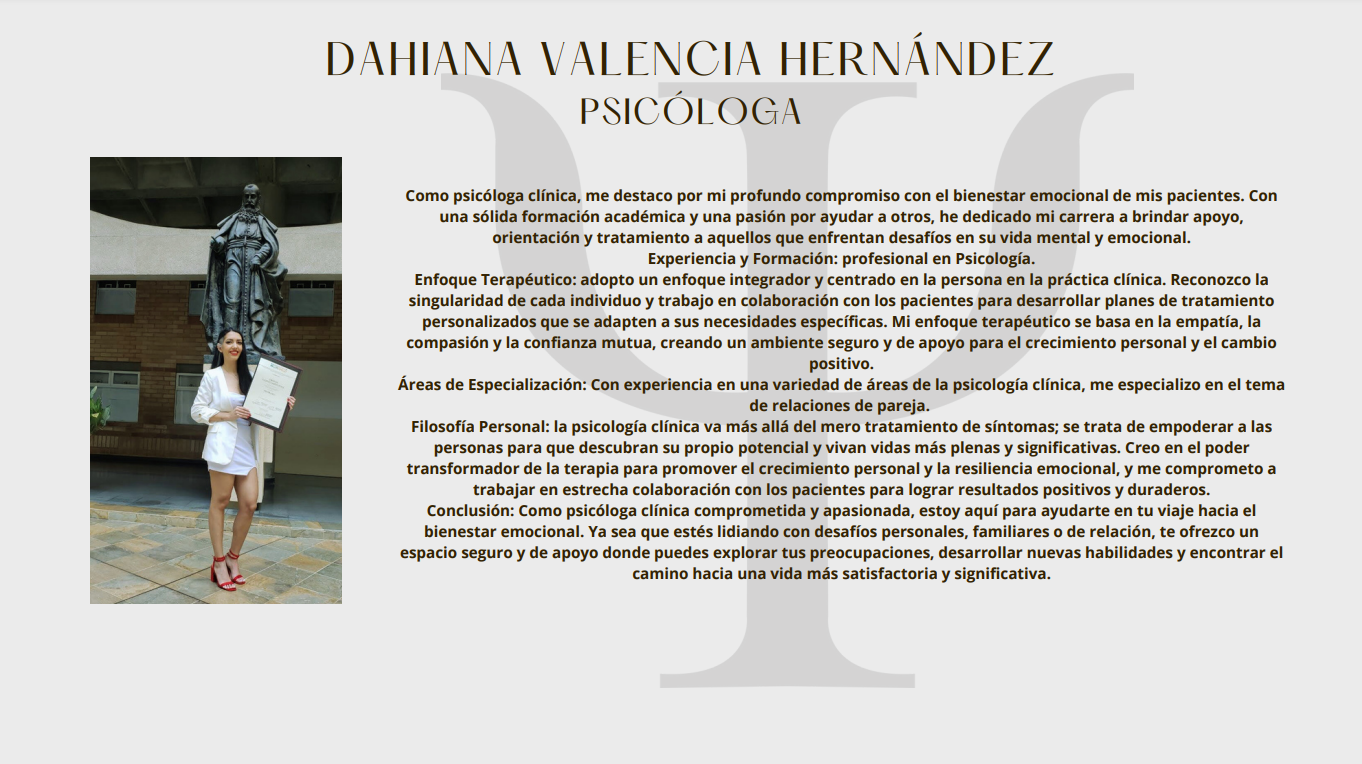 DAHIANA VALENCIA HERNÁNDEZ
PSICÓLOGA
Como psicóloga clínica, me destaco por mi profundo compromiso con el bienestar emocional de mis pacientes. Con
una sólida formación académica y una pasión por ayudar a otros, he dedicado mi carrera a brindar apoyo,
orientación y tratamiento a aquellos que enfrentan desafíos en su vida mental y emocional.
Experiencia y Formación: profesional en Psicología.
Enfoque Terapéutico: adopto un enfoque integrador y centrado en la persona en la práctica clínica. Reconozco la
singularidad de cada individuo y trabajo en colaboración con los pacientes para desarrollar planes de tratamiento
personalizados que se adapten a sus necesidades específicas. Mi enfoque terapéutico se basa en la empatía, la
compasión y la confianza mutua, creando un ambiente seguro y de apoyo para el crecimiento personal y el cambio
positivo.
Áreas de Especialización: Con experiencia en una variedad de áreas de la psicología clínica, me especializo en el tema
de relaciones de pareja.
Filosofía Personal: la psicología clínica va más allá del mero tratamiento de síntomas; se trata de empoderar a las
personas para que descubran su propio potencial y vivan vidas más plenas y significativas. Creo en el poder
transformador de la terapia para promover el crecimiento personal y la resiliencia emocional, y me comprometo a
trabajar en estrecha colaboración con los pacientes para lograr resultados positivos y duraderos.
Conclusión: Como psicóloga clínica comprometida y apasionada, estoy aquí para ayudarte en tu viaje hacia el
bienestar emocional. Ya sea que estés lidiando con desafíos personales, familiares o de relación, te ofrezco un
espacio seguro y de apoyo donde puedes explorar tus preocupaciones, desarrollar nuevas habilidades y encontrar el
camino hacia una vida más satisfactoria y significativa.